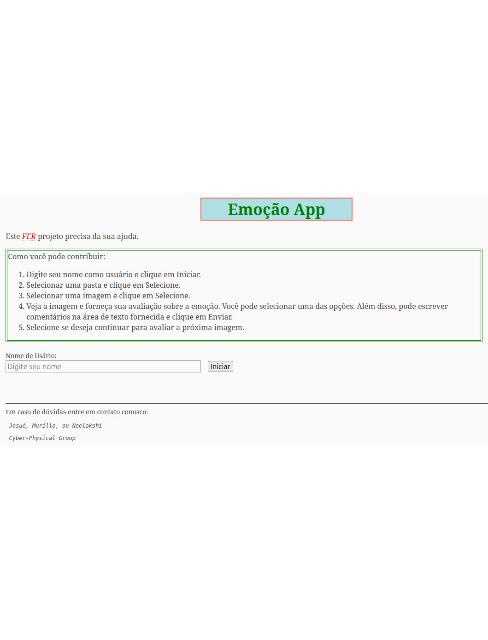 Emoção App
Este FER projeto precisa da sua ajuda.
Como você pode contribuir:
1. Digite seu nome como usuário e clique em Iniciar.
2. Selecionar uma pasta e clique em Selecione.
3. Selecionar uma imagem e clique em Selecione.
4. Veja a imagem e forneça sua avaliação sobre a emoção. Você pode selecionar uma das opções. Além disso, pode escrever
comentários na área de texto fornecida e clique em Enviar.
5. Selecione se deseja continuar para avaliar a próxima imagem.
Nome de Usário:
Digite seu nome Iniciar
Em caso de dúvidas entre em contato conosco:
Josué, Murillo, ou Neelakshi
Cyber-Physical Group